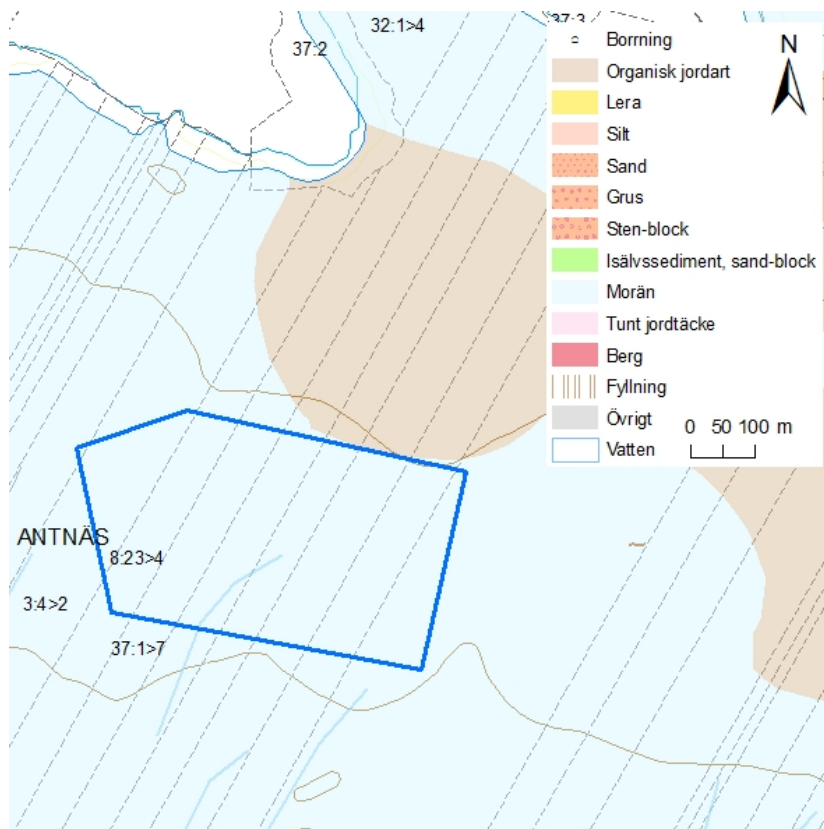 32:1>4
37:3
37:2
Borrning
Organisk jordart
Lera
Silt
Sand
Grus
Sten-block
Isälvssediment, sand-block
Morän
Tunt jordtäcke
Berg
Fyllning
Övrigt
Vatten
N
0 50 100 m
ANTNÄS
8:23>4
3:4>2
37:1>7